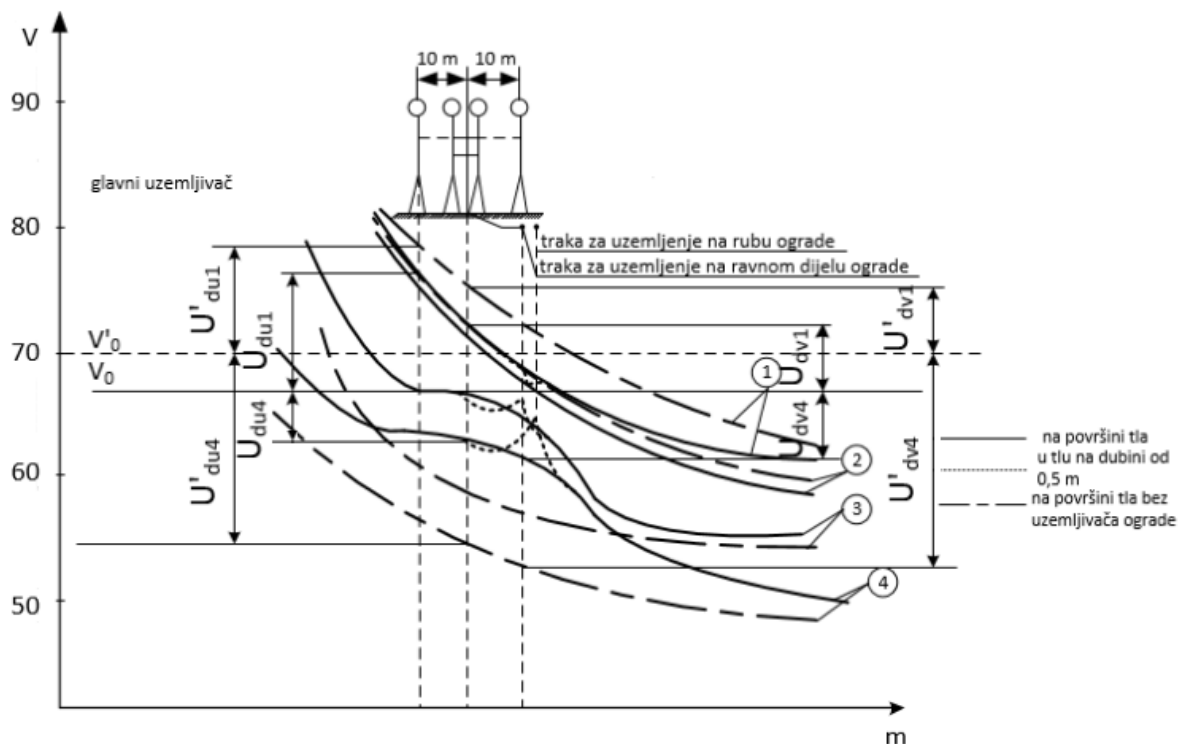 V
90
80
70
60
50
m
10 m
10 m
glavni uzemljivač
traka za uzemljenje na rubu ograde
traka za uzemljenje na ravnom dijelu ograde
V'0
V0
U'du1
Udu1
Udu4
U'du4
U'dv1
Udv1
Udv4
U'dv4
1
2
3
4
na površini tla
u tlu na dubini od
0,5 m
na površini tla bez
uzemljivača ograde